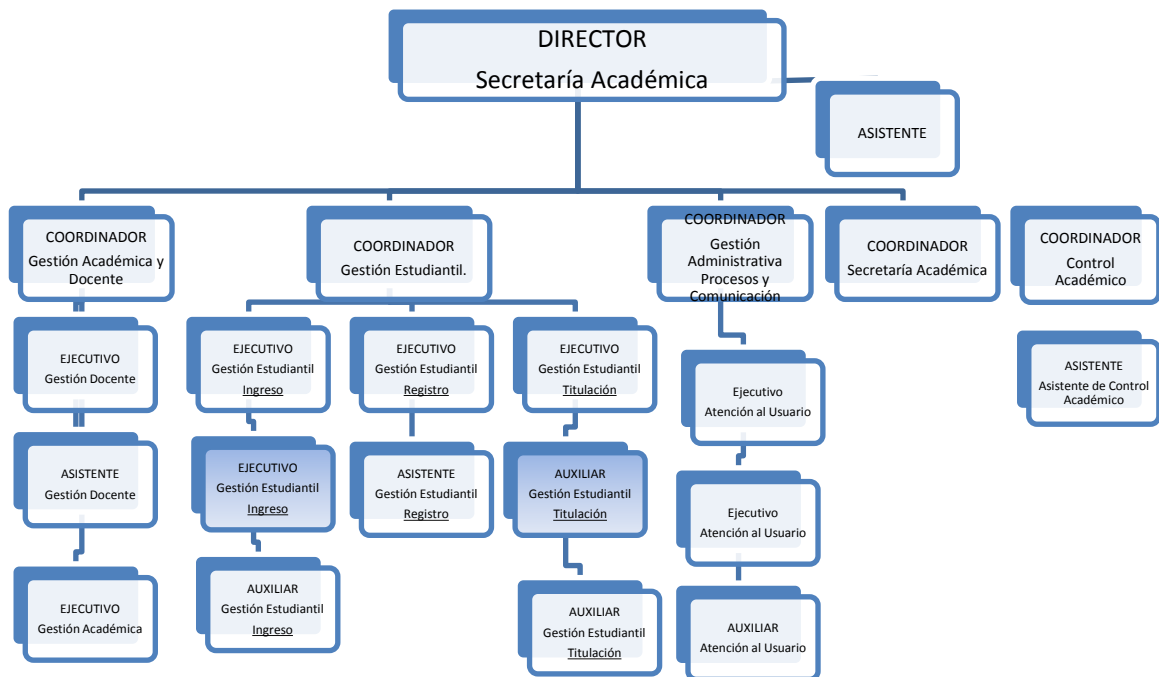 DIRECTOR
Secretaría Académica
ASISTENTE
COORDINADOR
Gestión Académica y
Docente
COORDINADOR
Gestión Estudiantil.
COORDINADOR
Gestión
Administrativa
Procesos y
Comunicación
COORDINADOR
Secretaría Académica
COORDINADOR
Control
Académico
EJECUTIVO
Gestión Docente
EJECUTIVO
Gestión Estudiantil
Ingreso
EJECUTIVO
Gestión Estudiantil
Registro
EJECUTIVO
Gestión Estudiantil
Titulación
Ejecutivo
Atención al Usuario
ASISTENTE
Asistente de Control
Académico
ASISTENTE
Gestión Docente
EJECUTIVO
Gestión Estudiantil
Ingreso
ASISTENTE
Gestión Estudiantil
Registro
AUXILIAR
Gestión Estudiantil
Titulación
Ejecutivo
Atención al Usuario
EJECUTIVO
Gestión Académica
AUXILIAR
Gestión Estudiantil
Ingreso
AUXILIAR
Gestión Estudiantil
Titulación
AUXILIAR
Atención al Usuario